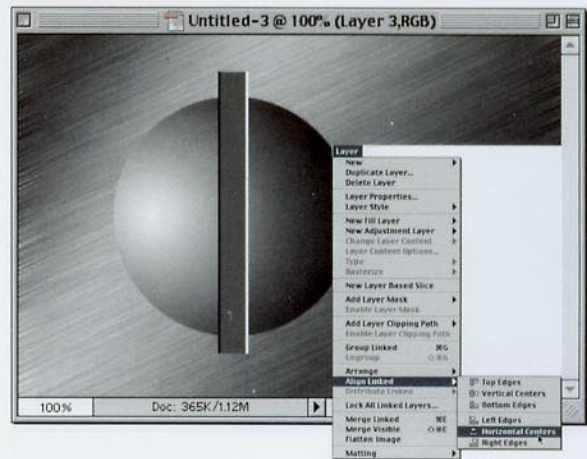 Untitled-3 @ 100% (Layer 3,RGB)
Layer
New
Duplicate Layer...
Delete Layer
Layer Properties...
Layer Style
New Fill Layer
New Adjustment Layer
Change Layer Content
Layer Content Options...
Type
Rasterize
New Layer Based Slice
Add Layer Mask
Enable Layer Mask
Add Layer Clipping Path
Enable Layer Clipping Path
Group Linked ⌘G
Ungroup ⇧⌘G
Arrange
Align Linked
Distribute Linked
Lock All Linked Layers...
Merge Linked ⌘E
Merge Visible ⇧⌘E
Flatten Image
Matting
Top Edges
Vertical Centers
Bottom Edges
Left Edges
Horizontal Centers
Right Edges
100% Doc: 365K/1.12M